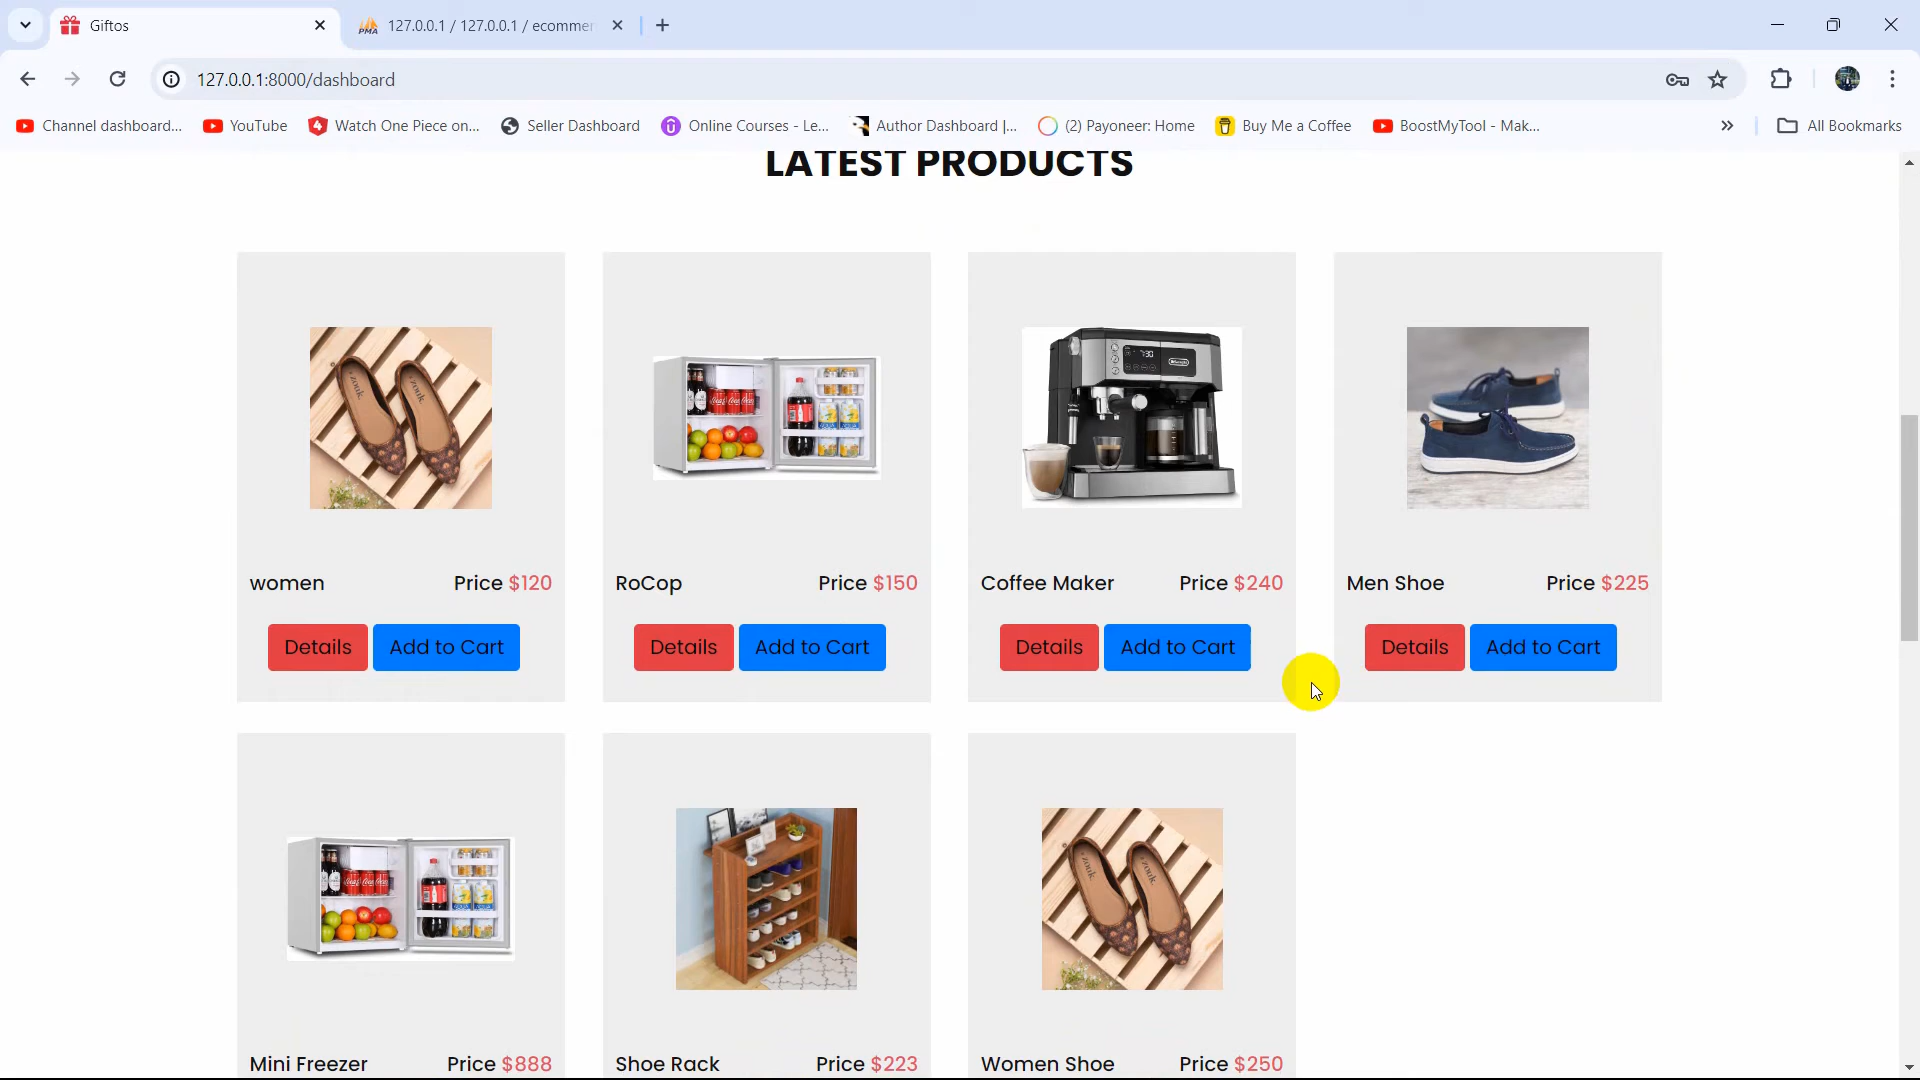 Giftos
127.0.0.1 / 127.0.0.1 / ecommer
127.0.0.1:8000/dashboard
Channel dashboard...
YouTube
Watch One Piece on...
Seller Dashboard
Online Courses - Le...
Author Dashboard |...
(2) Payoneer: Home
Buy Me a Coffee
BoostMyTool - Mak...
All Bookmarks
LATEST PRODUCTS
women Price $120
RoCop Price $150
Coffee Maker Price $240
Men Shoe Price $225
Details Add to Cart
Details Add to Cart
Details Add to Cart
Details Add to Cart
Mini Freezer Price $888
Shoe Rack Price $223
Women Shoe Price $250